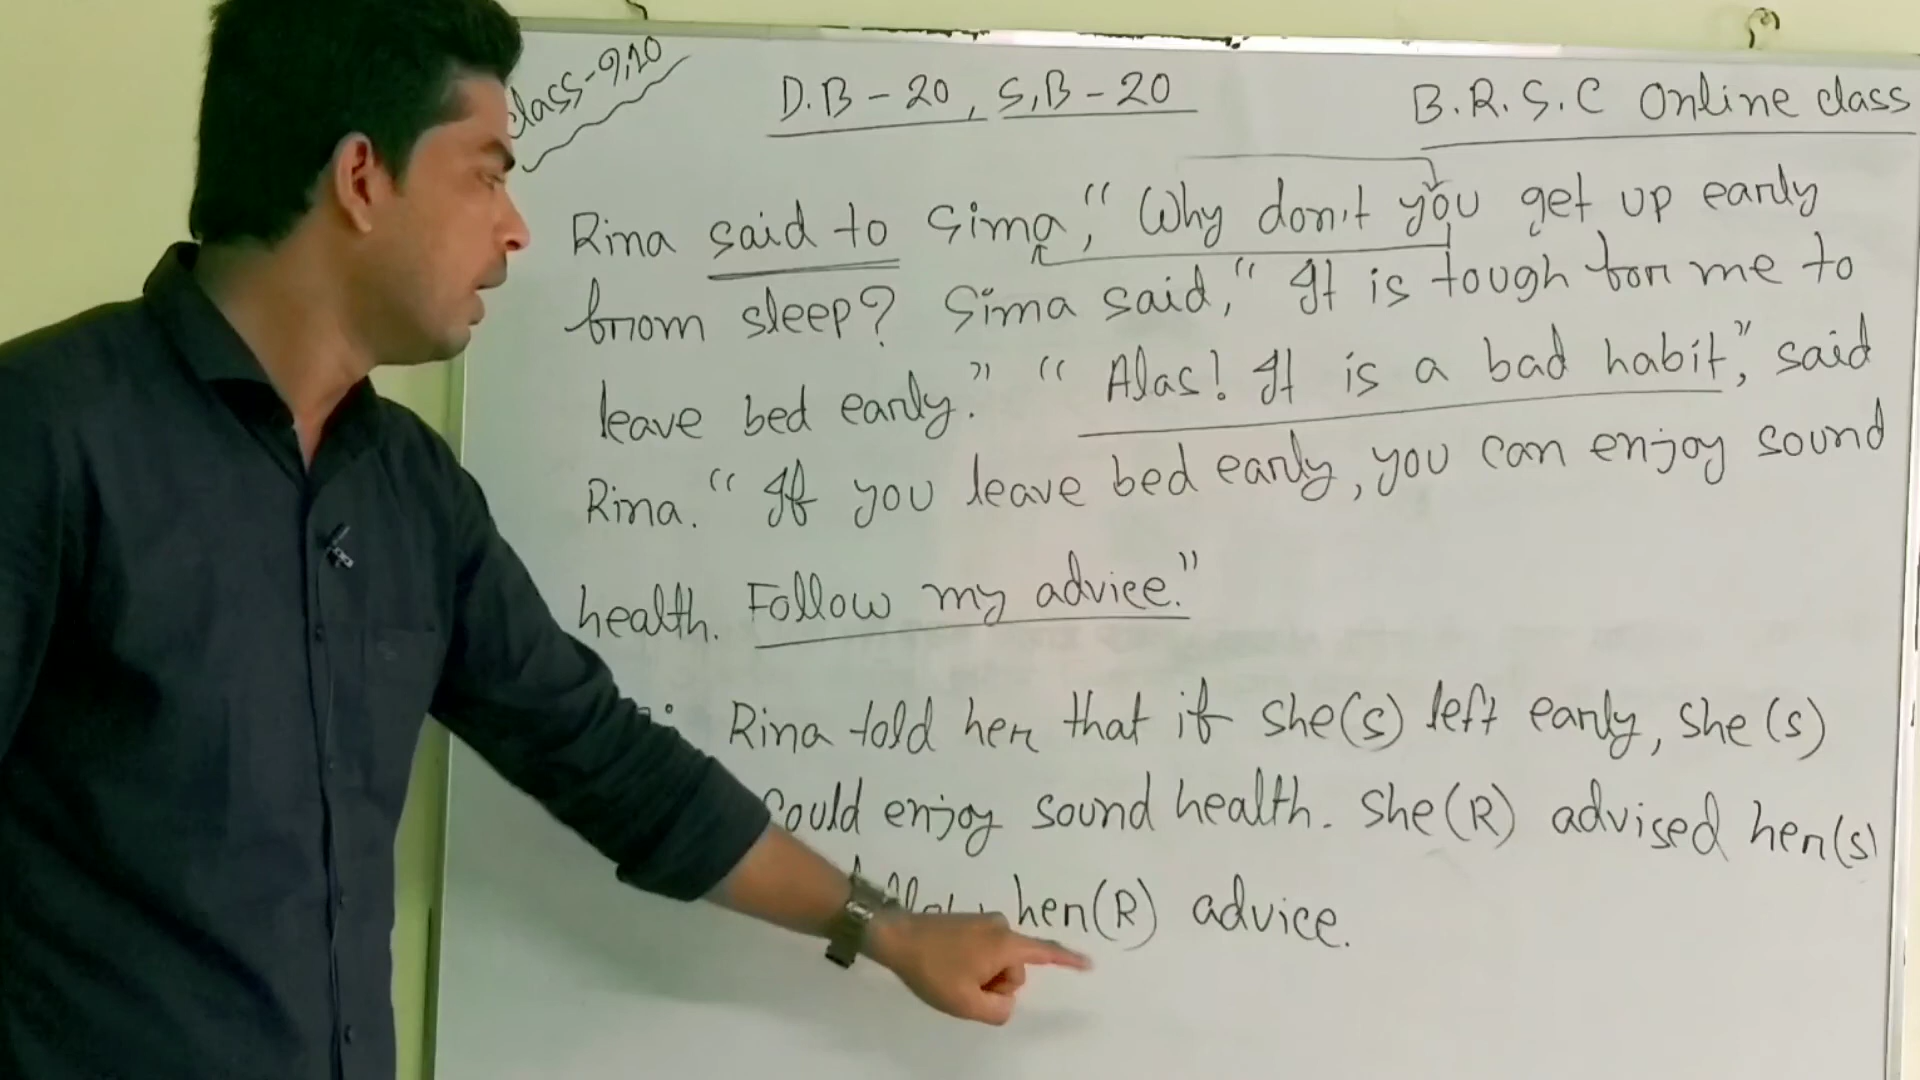 Class-9,10
D.B - 20, S.B - 20
B.R.S.C Online class
Rina said to Sima, "Why don't you get up early
from sleep? Sima said, "It is tough for me to
leave bed early." "Alas! It is a bad habit", said
Rina. "If you leave bed early, you can enjoy sound
health. Follow my advice."
Rina told her that if she(s) left early, she (s)
could enjoy sound health. She (R) advised her(s)
her(R) advice.